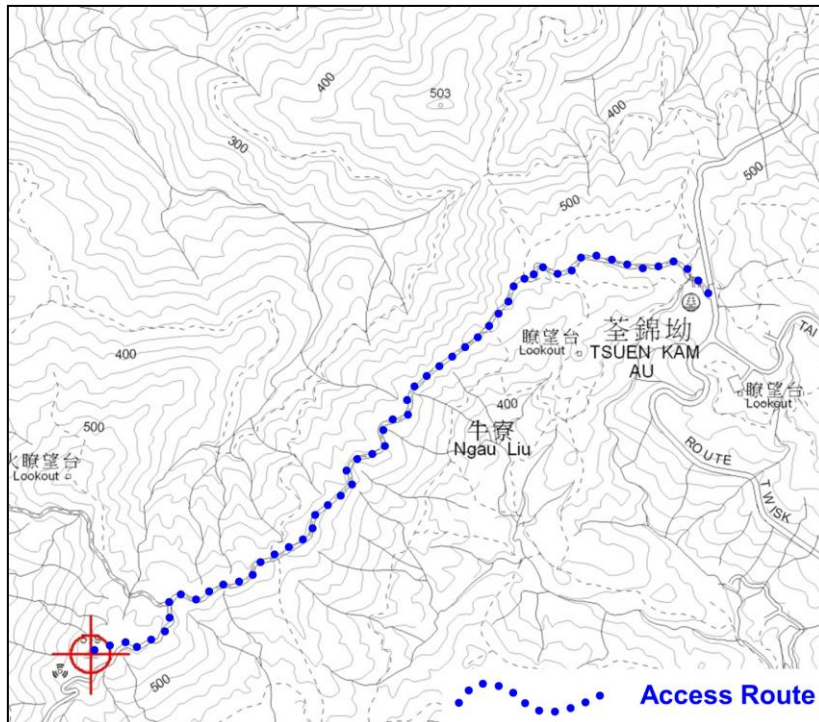 503
400
400
300
500
500
荃錦坳
TSUEN KAM
AU
瞭望台
Lookout
TAI
400
瞭望台
Lookout
400
牛寮
Ngau Liu
500
火瞭望台
Lookout
ROUTE
TWISK
500
Access Route